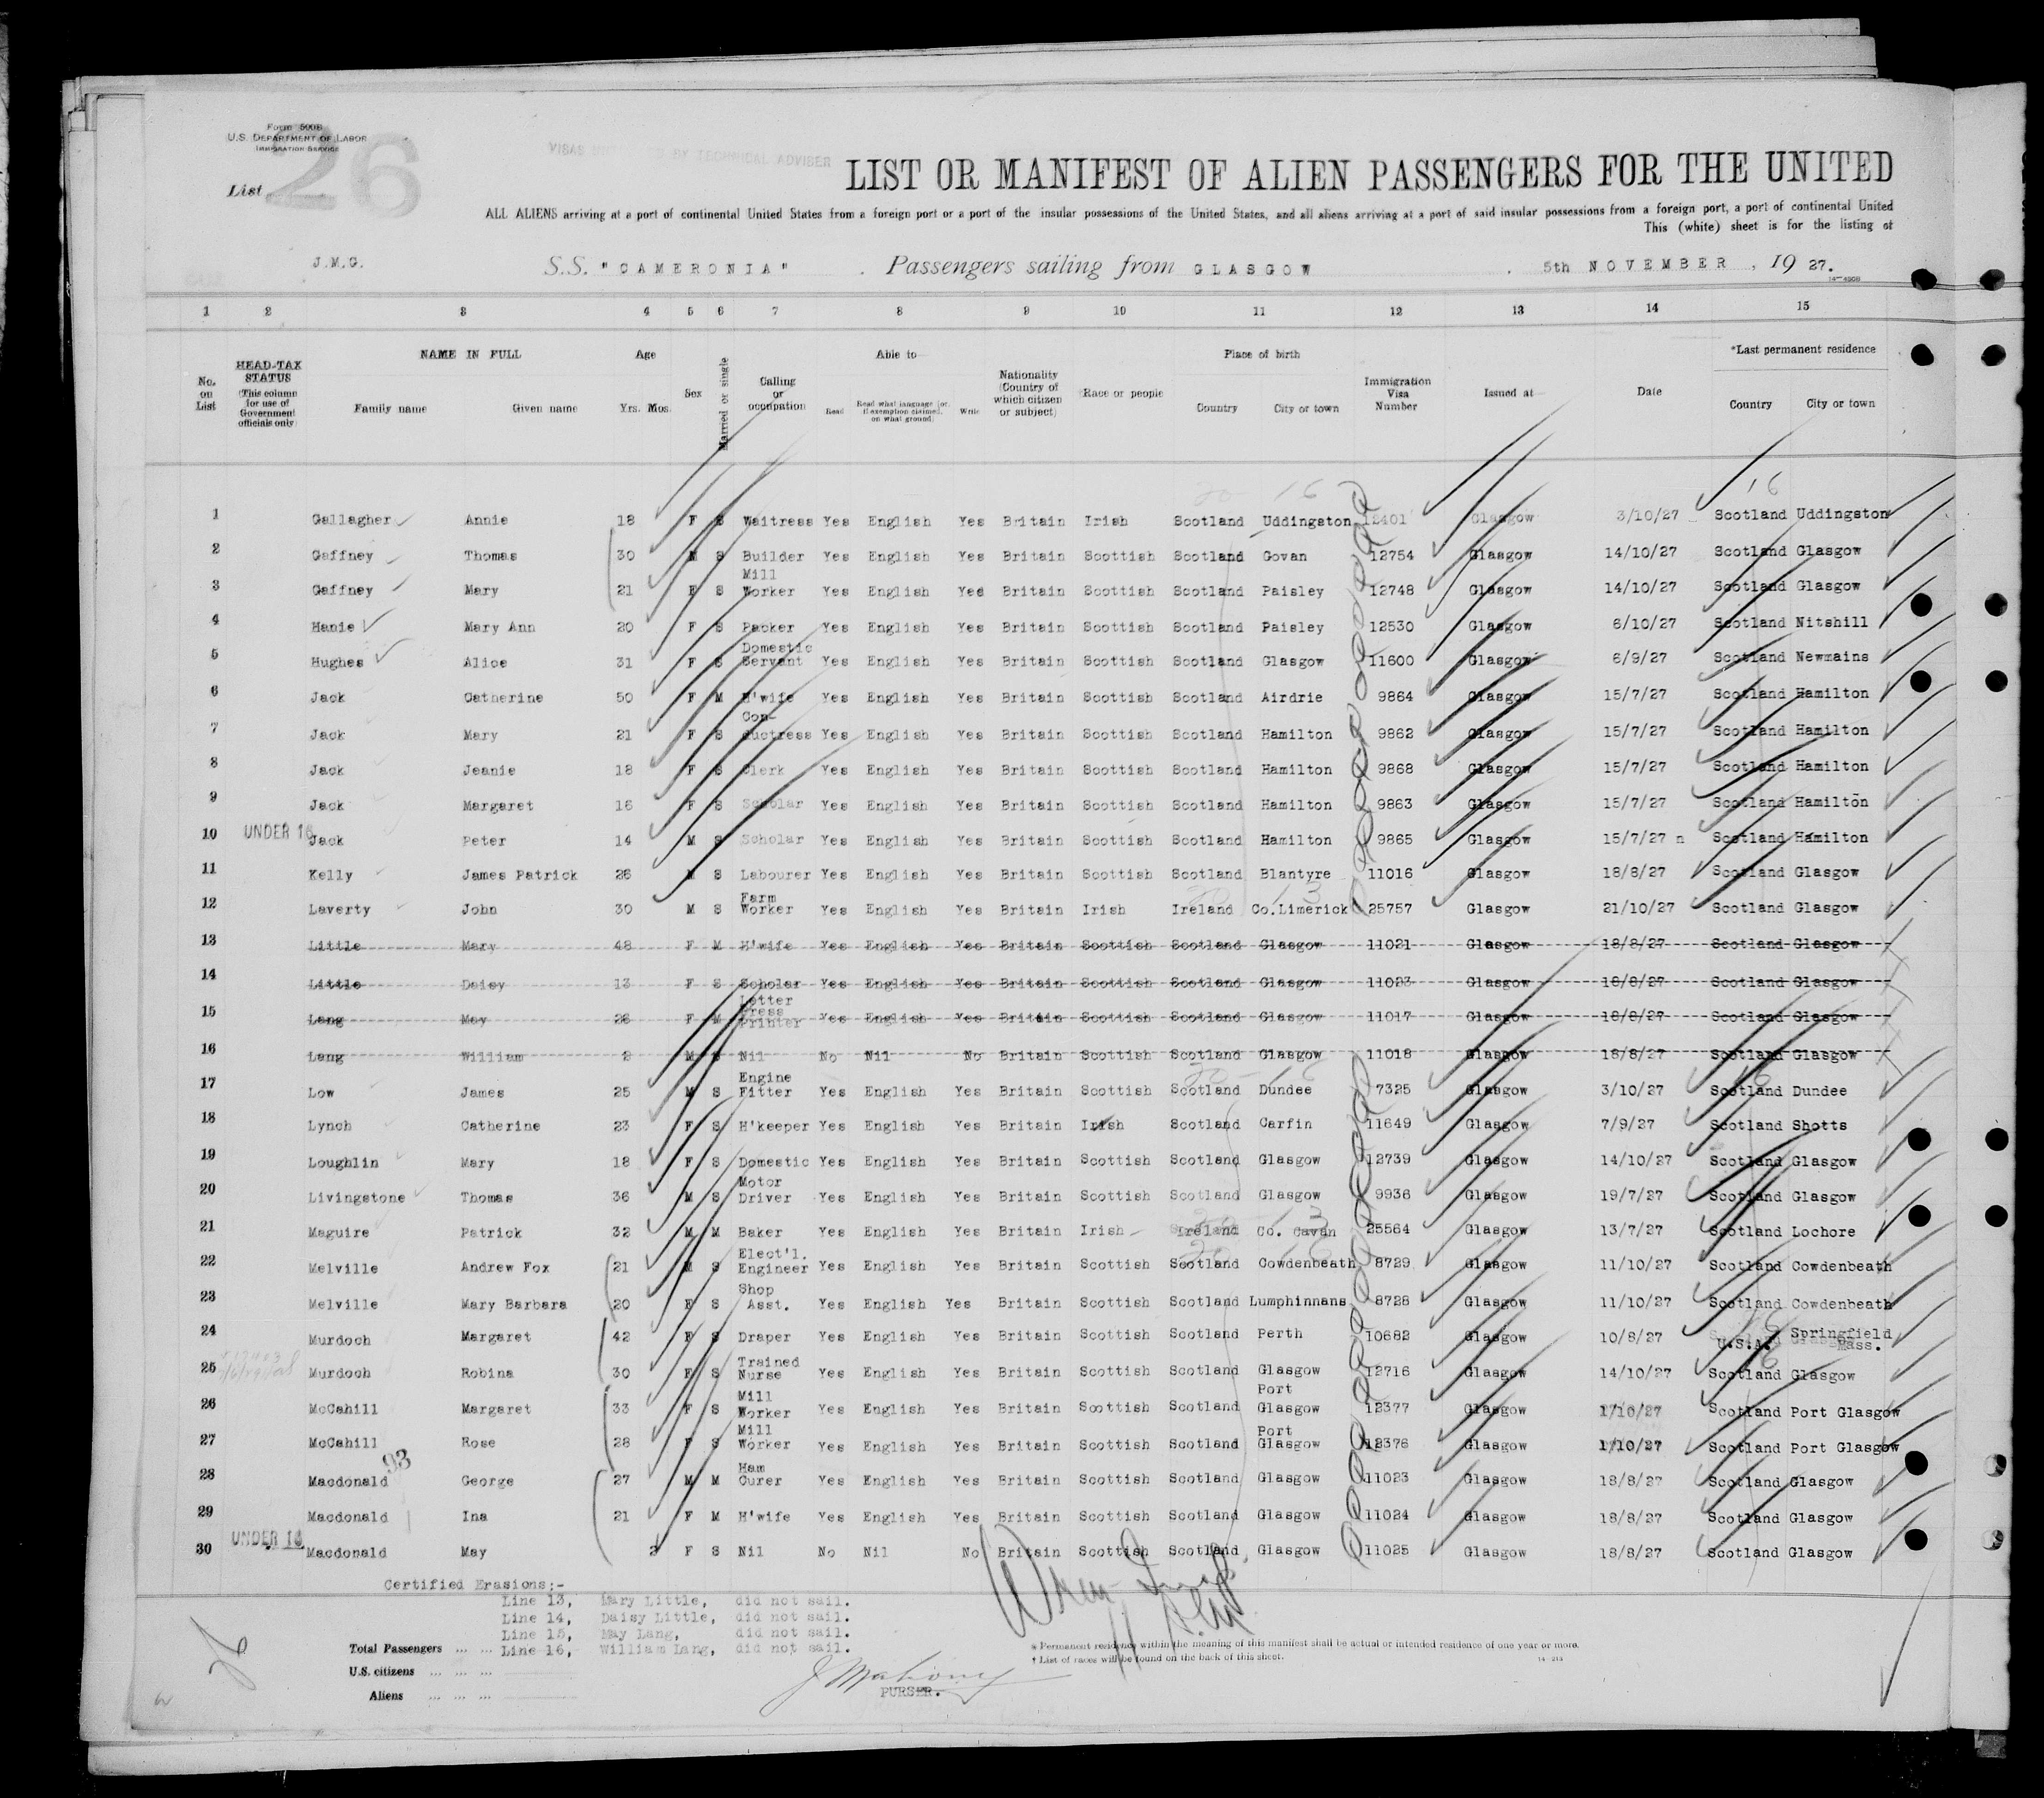 Form 500B
U.S. DEPARTMENT OF LABOR
IMMIGRATION SERVICE
List 26
BY TECHNICAL ADVISER
LIST OR MANIFEST OF ALIEN PASSENGERS FOR THE UNITED
ALL ALIENS arriving at a port of continental United States from a foreign port or a port of the insular possessions of the United States, and all aliens arriving at a port of said insular possessions from a foreign port, a port of continental United
This (white) sheet is for the listing of
J.M.G. S.S. "CAMERONIA" . Passengers sailing from GLASGOW , 5th NOVEMBER , 19 27.
1 2 3 4 5 6 7 8 9 10 11 12 13 14 15
No. on List
HEAD-TAX STATUS (This column for use of Government officials only)
NAME IN FULL Family name Given name
Age Yrs. Mos.
Sex
Married or single
Calling or occupation
Able to— Read Read what language (or, if exemption claimed, on what ground) Write
Nationality (Country of which citizen or subject)
Race or people
Place of birth Country City or town
Immigration Visa Number
Issued at—
Date
*Last permanent residence Country City or town
20 16 16
1 Gallagher Annie 18 F S Waitress Yes English Yes Britain Irish Scotland Uddingston 12401 Glasgow 3/10/27 Scotland Uddingston
2 Gaffney Thomas 30 M S Builder Yes English Yes Britain Scottish Scotland Govan 12754 Glasgow 14/10/27 Scotland Glasgow
3 Gaffney Mary 21 F S Mill Worker Yes English Yes Britain Scottish Scotland Paisley 12748 Glasgow 14/10/27 Scotland Glasgow
4 Hanie Mary Ann 20 F S Packer Yes English Yes Britain Scottish Scotland Paisley 12530 Glasgow 6/10/27 Scotland Nitshill
5 Hughes Alice 31 F S Domestic Servant Yes English Yes Britain Scottish Scotland Glasgow 11600 Glasgow 6/9/27 Scotland Newmains
6 Jack Catherine 50 F M H'wife Yes English Yes Britain Scottish Scotland Airdrie 9864 Glasgow 15/7/27 Scotland Hamilton
7 Jack Mary 21 F S Con-ductress Yes English Yes Britain Scottish Scotland Hamilton 9862 Glasgow 15/7/27 Scotland Hamilton
8 Jack Jeanie 18 F S Clerk Yes English Yes Britain Scottish Scotland Hamilton 9868 Glasgow 15/7/27 Scotland Hamilton
9 Jack Margaret 16 F S Scholar Yes English Yes Britain Scottish Scotland Hamilton 9863 Glasgow 15/7/27 Scotland Hamilton
10 UNDER 16 Jack Peter 14 M S Scholar Yes English Yes Britain Scottish Scotland Hamilton 9865 Glasgow 15/7/27 Scotland Hamilton
11 Kelly James Patrick 26 M S Labourer Yes English Yes Britain Scottish Scotland Blantyre 11016 Glasgow 18/8/27 Scotland Glasgow
12 Laverty John 30 M S Farm Worker Yes English Yes Britain Irish Ireland Co.Limerick 25757 Glasgow 21/10/27 Scotland Glasgow
13 Little Mary 48 F M H'wife Yes English Yes Britain Scottish Scotland Glasgow 11021 Glasgow 18/8/27 Scotland Glasgow
14 Little Daisy 13 F S Scholar Yes English Yes Britain Scottish Scotland Glasgow 11023 Glasgow 18/8/27 Scotland Glasgow
15 Lang May 26 F M Letter Press Printer Yes English Yes Britain Scottish Scotland Glasgow 11017 Glasgow 18/8/27 Scotland Glasgow
16 Lang William 2 M S Nil No Nil No Britain Scottish Scotland Glasgow 11018 Glasgow 18/8/27 Scotland Glasgow
17 Low James 25 M S Engine Fitter Yes English Yes Britain Scottish Scotland Dundee 7325 Glasgow 3/10/27 Scotland Dundee
18 Lynch Catherine 23 F S H'keeper Yes English Yes Britain Irish Scotland Carfin 11649 Glasgow 7/9/27 Scotland Shotts
19 Loughlin Mary 18 F S Domestic Yes English Yes Britain Scottish Scotland Glasgow 12739 Glasgow 14/10/27 Scotland Glasgow
20 Livingstone Thomas 36 M S Motor Driver Yes English Yes Britain Scottish Scotland Glasgow 9936 Glasgow 19/7/27 Scotland Glasgow
21 Maguire Patrick 32 M M Baker Yes English Yes Britain Irish Ireland Co. Cavan 25564 Glasgow 13/7/27 Scotland Lochore
22 Melville Andrew Fox 21 M S Elect'l. Engineer Yes English Yes Britain Scottish Scotland Cowdenbeath 8729 Glasgow 11/10/27 Scotland Cowdenbeath
23 Melville Mary Barbara 20 F S Shop Asst. Yes English Yes Britain Scottish Scotland Lumphinnans 8728 Glasgow 11/10/27 Scotland Cowdenbeath
24 Murdoch Margaret 42 F S Draper Yes English Yes Britain Scottish Scotland Perth 10682 Glasgow 10/8/27 U.S.A. Springfield Mass.
25 Murdoch Robina 30 F S Trained Nurse Yes English Yes Britain Scottish Scotland Glasgow 12716 Glasgow 14/10/27 Scotland Glasgow
26 McCahill Margaret 33 F S Mill Worker Yes English Yes Britain Scottish Scotland Port Glasgow 12377 Glasgow 1/10/27 Scotland Port Glasgow
27 McCahill Rose 28 F S Mill Worker Yes English Yes Britain Scottish Scotland Port Glasgow 12376 Glasgow 1/10/27 Scotland Port Glasgow
93
28 Macdonald George 27 M M Ham Curer Yes English Yes Britain Scottish Scotland Glasgow 11023 Glasgow 18/8/27 Scotland Glasgow
29 Macdonald Ina 21 F M H'wife Yes English Yes Britain Scottish Scotland Glasgow 11024 Glasgow 18/8/27 Scotland Glasgow
30 UNDER 16 Macdonald May 2 F S Nil No Nil No Britain Scottish Scotland Glasgow 11025 Glasgow 18/8/27 Scotland Glasgow
Certified Erasions:-
Line 13, Mary Little, did not sail.
Line 14, Daisy Little, did not sail.
Line 15, May Lang, did not sail.
Total Passengers ... ... Line 16, William Lang, did not sail.
U.S. citizens ... ... ...
Aliens ... ... ...
J Mahoney
PURSER.
* Permanent residence within the meaning of this manifest shall be actual or intended residence of one year or more.
† List of races will be found on the back of this sheet.
26